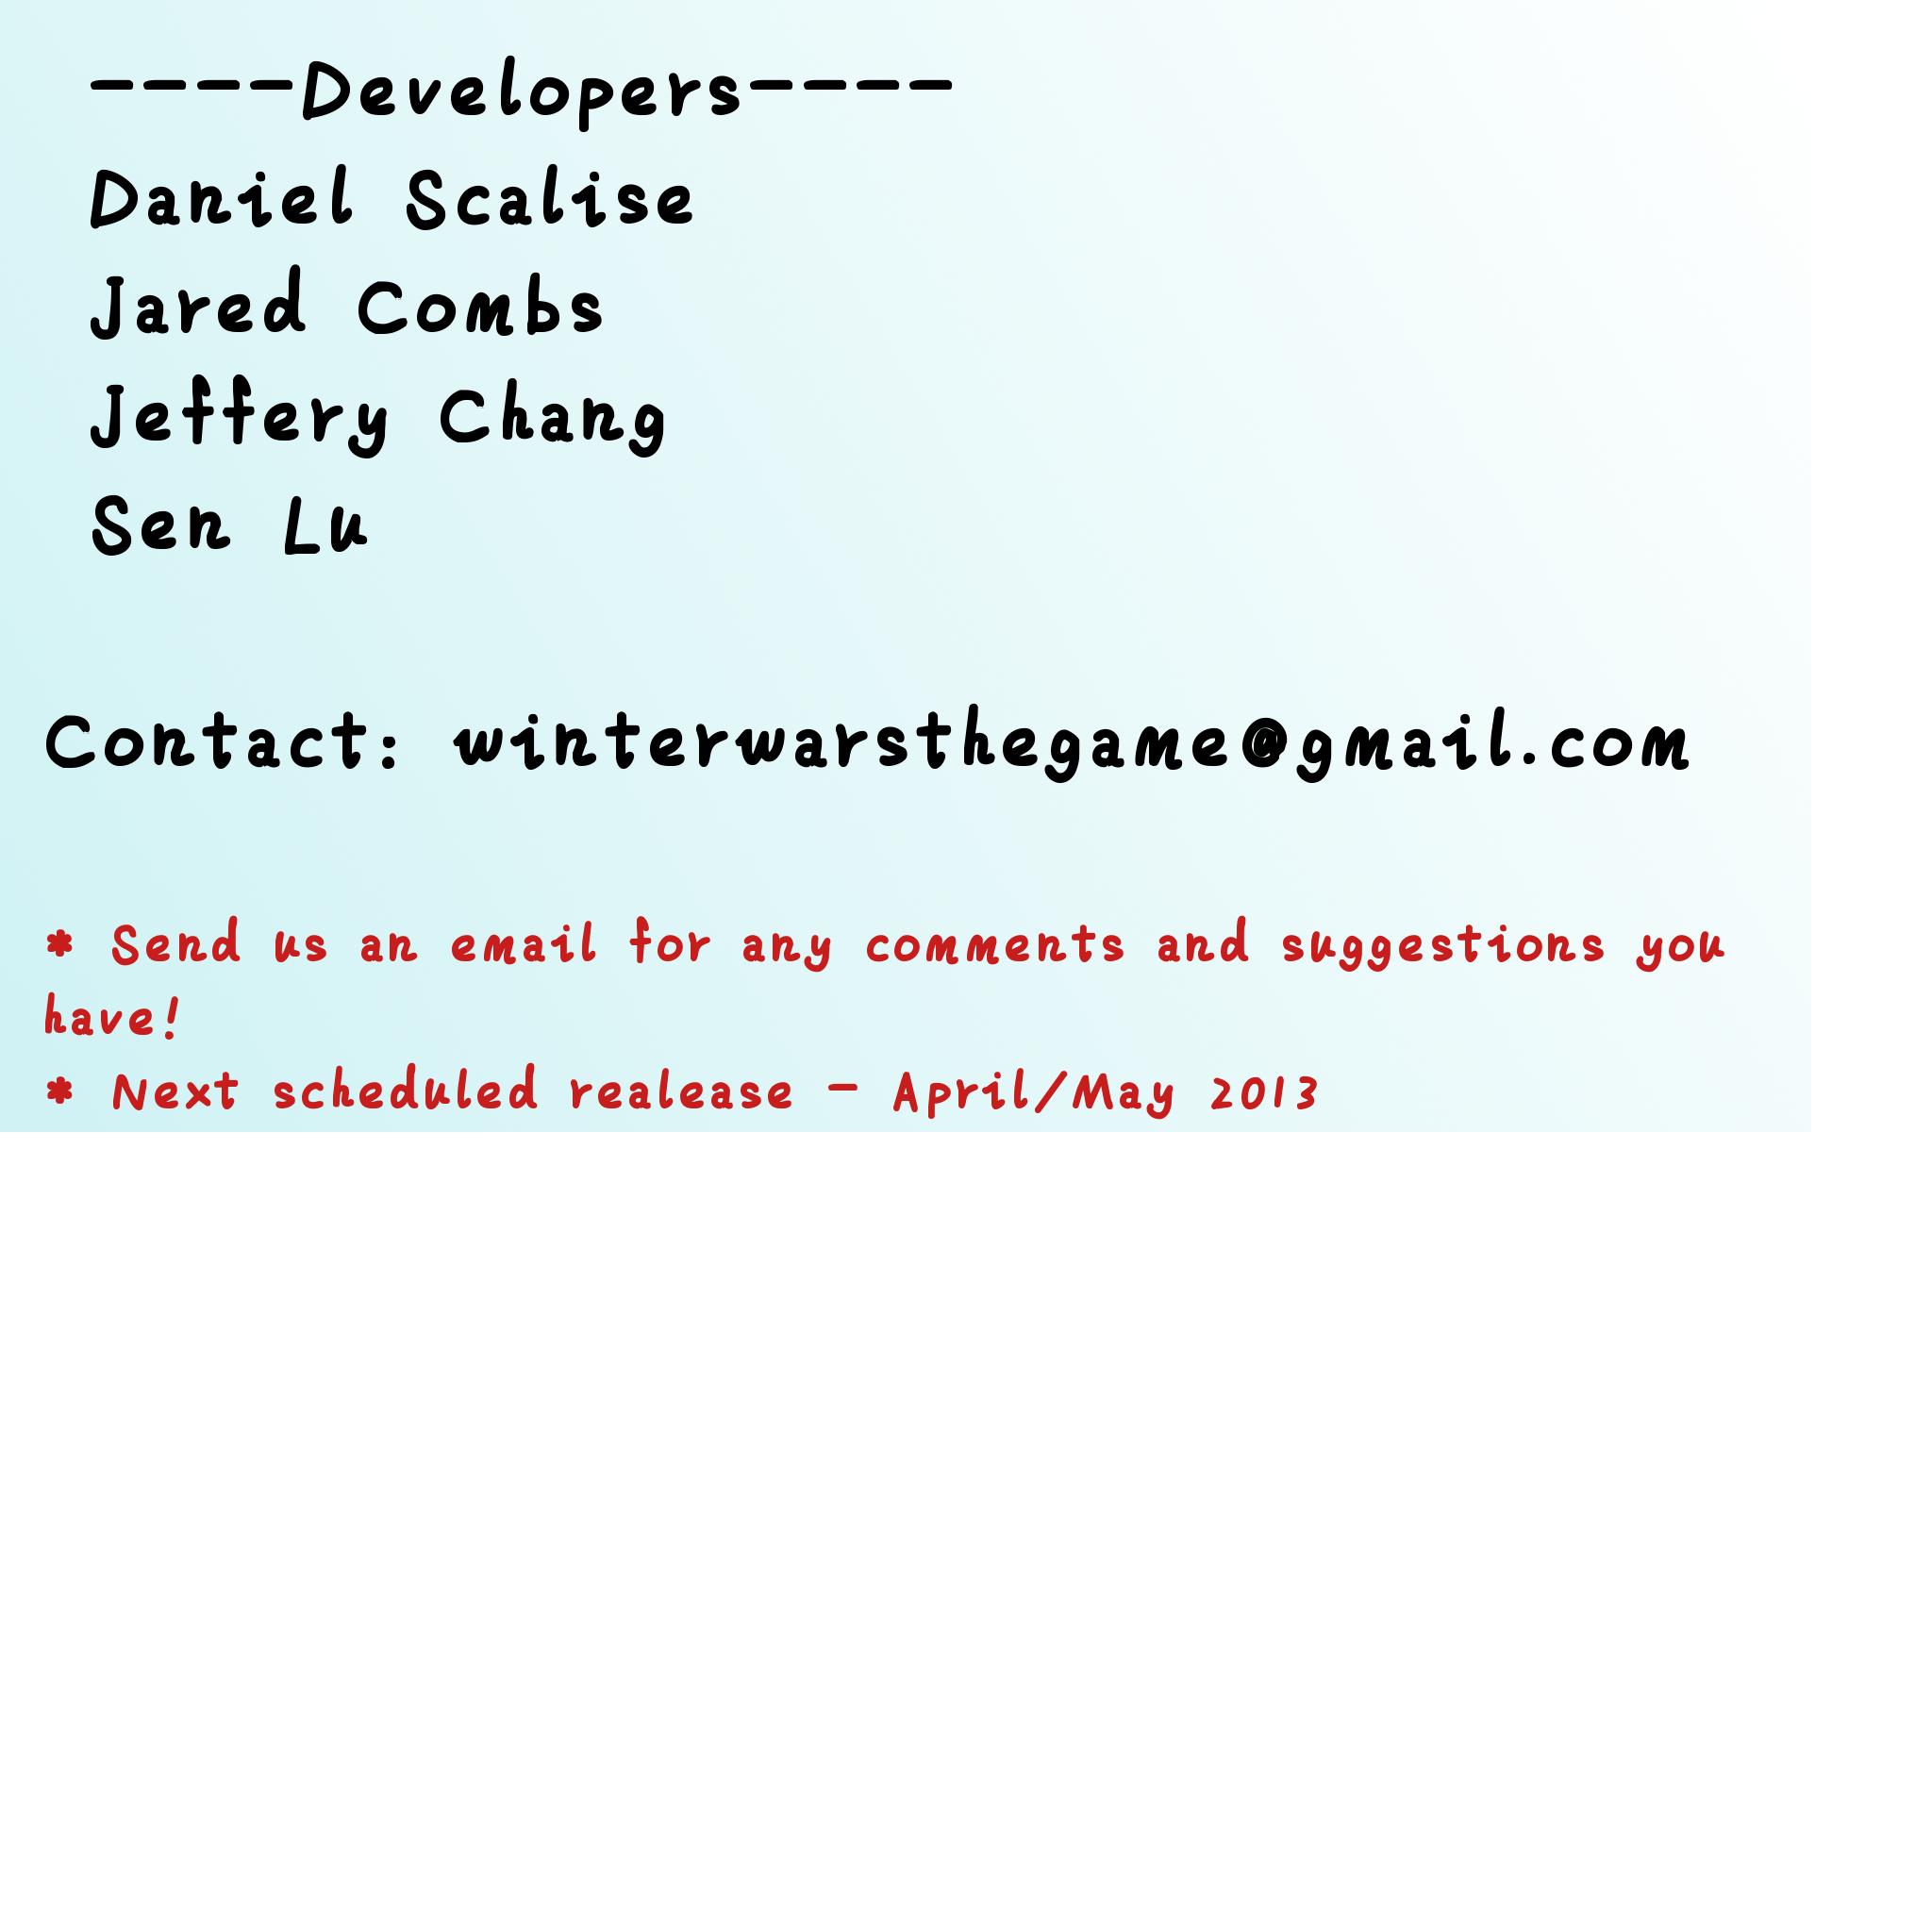 ----Developers----
Daniel Scalise
Jared Combs
Jeffery Chang
Sen Lu
Contact: winterwarsthegame@gmail.com
* Send us an email for any comments and suggestions you
have!
* Next scheduled realease - April/May 2013